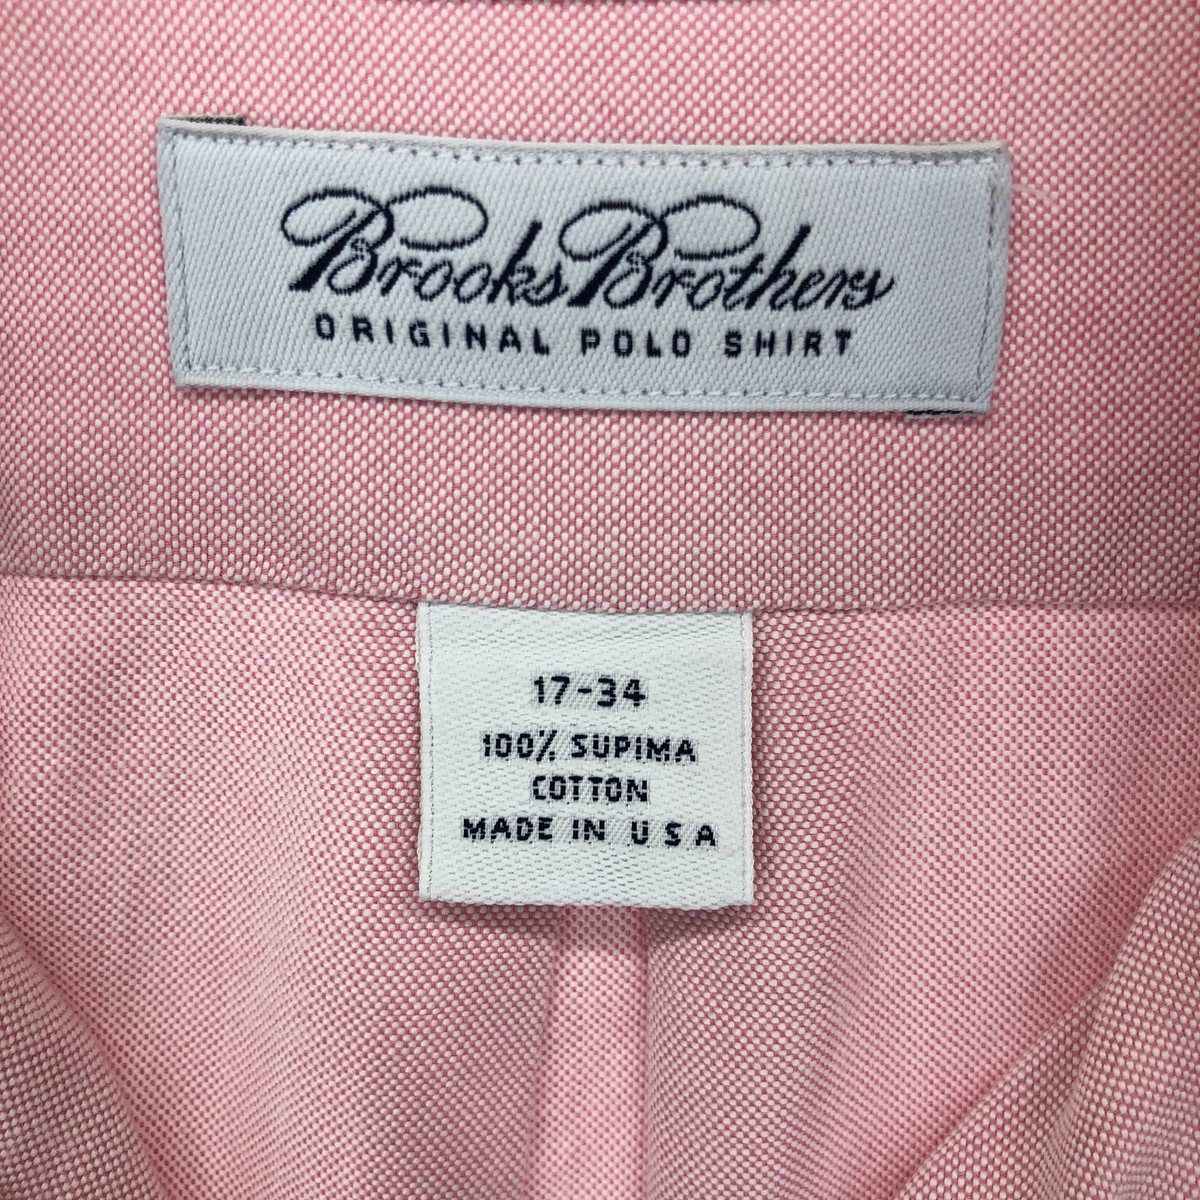 Brooks Brothers
ORIGINAL POLO SHIRT
17-34
100% SUPIMA
COTTON
MADE IN U S A